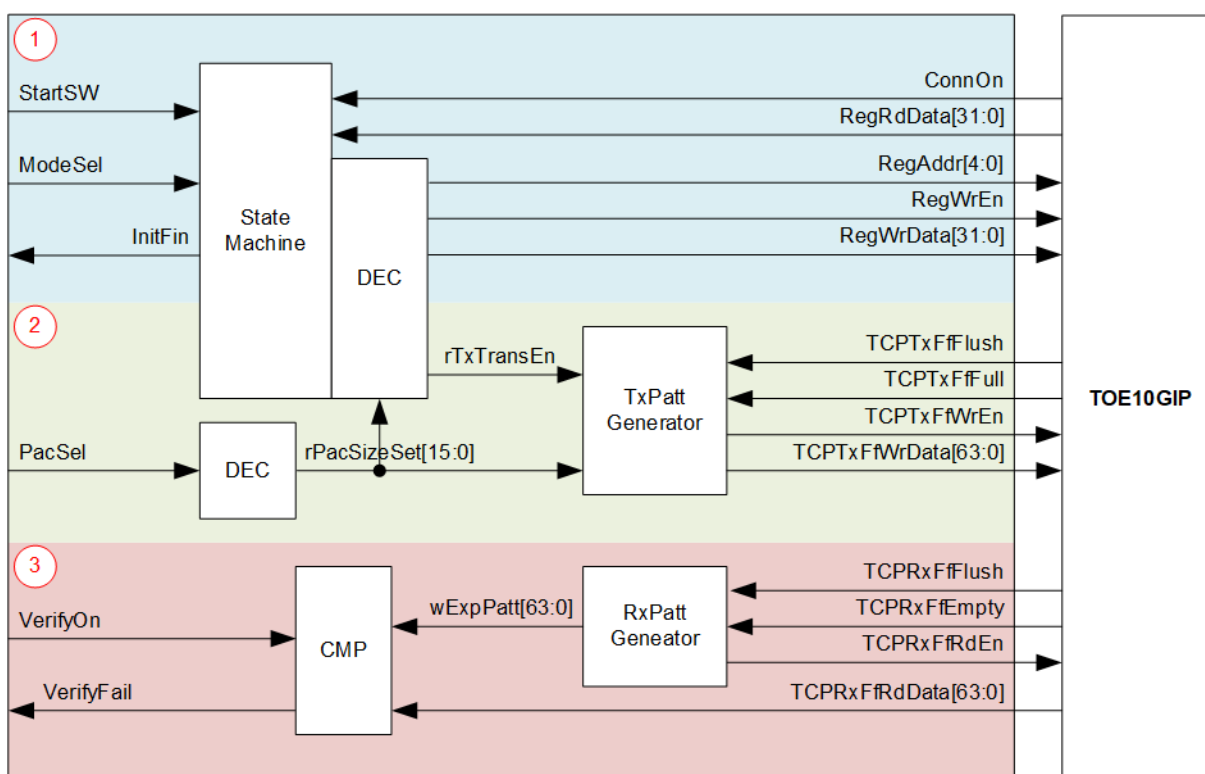 1
StartSW
ModeSel
InitFin
State
Machine
DEC
ConnOn
RegRdData[31:0]
RegAddr[4:0]
RegWrEn
RegWrData[31:0]
2
rTxTransEn
PacSel
DEC
rPacSizeSet[15:0]
TxPatt
Generator
TCPTxFfFlush
TCPTxFfFull
TCPTxFfWrEn
TCPTxFfWrData[63:0]
TOE10GIP
3
VerifyOn
VerifyFail
CMP
wExpPatt[63:0]
RxPatt
Geneator
TCPRxFfFlush
TCPRxFfEmpty
TCPRxFfRdEn
TCPRxFfRdData[63:0]